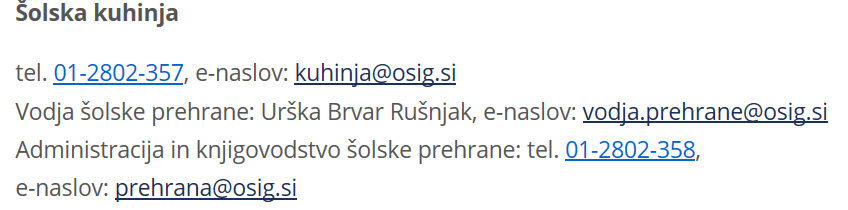 Šolska kuhinja
tel. 01-2802-357, e-naslov: kuhinja@osig.si
Vodja šolske prehrane: Urška Brvar Rušnjak, e-naslov: vodja.prehrane@osig.si
Administracija in knjigovodstvo šolske prehrane: tel. 01-2802-358,
e-naslov: prehrana@osig.si